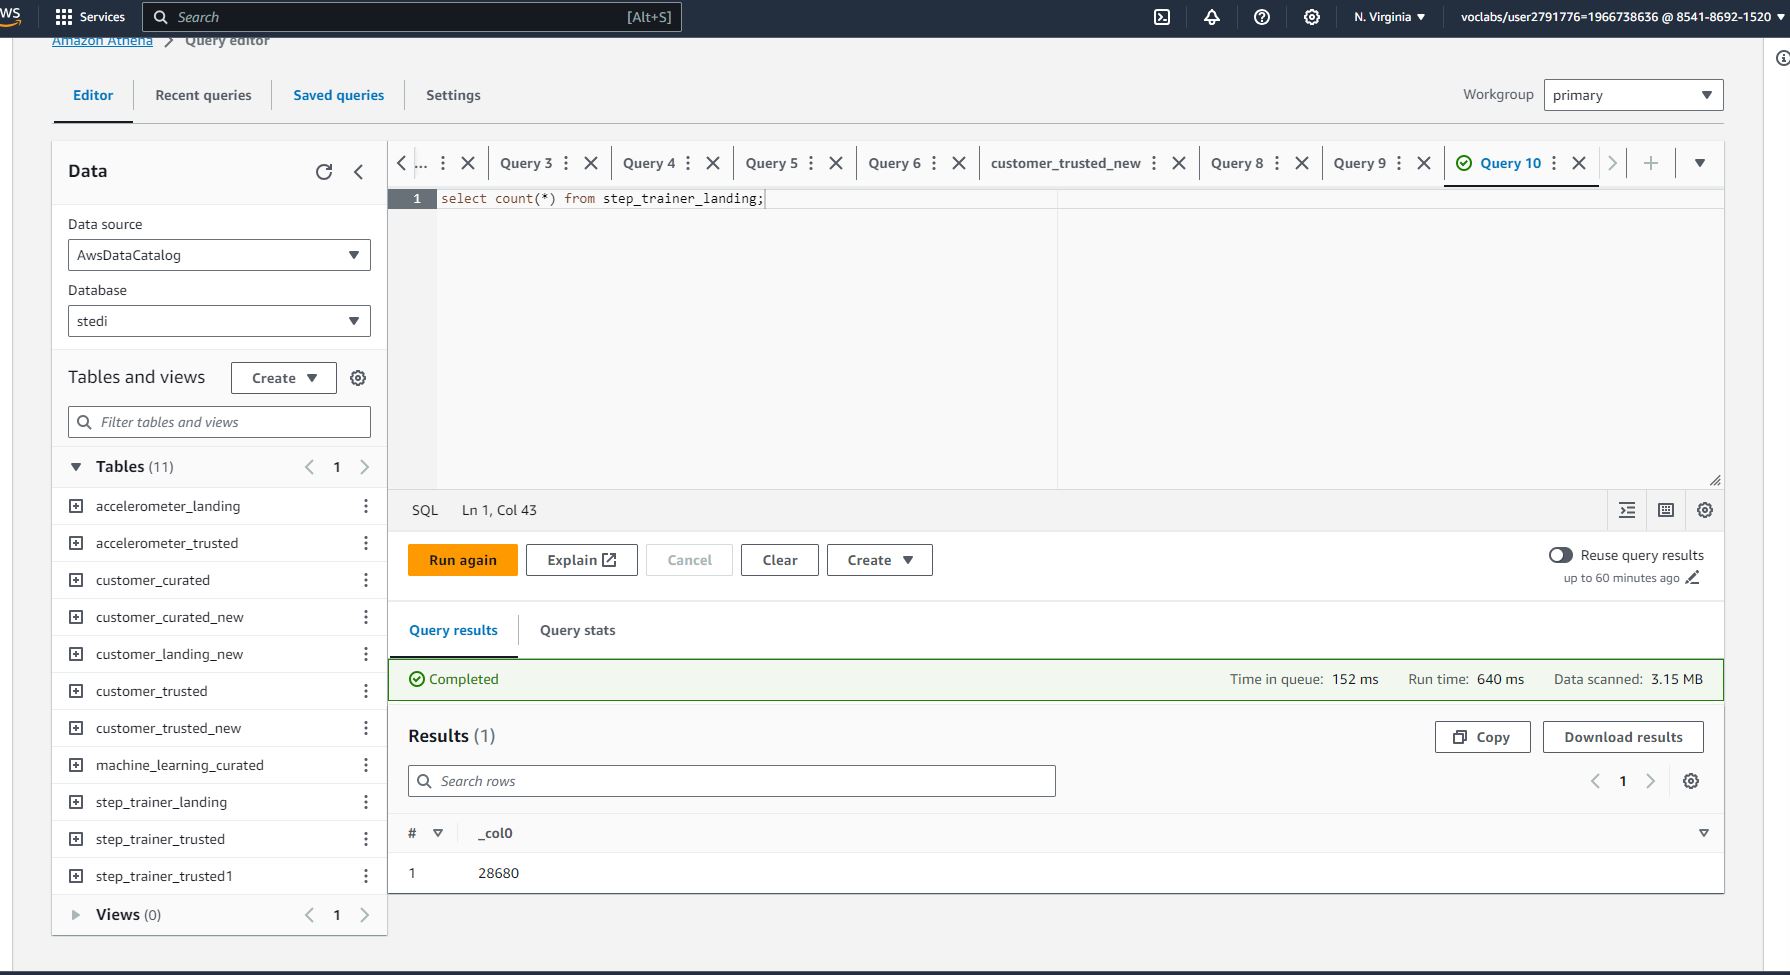 aws
Services
Search
[Alt+S]
N. Virginia
voclabs/user2791776=1966738636 @ 8541-8692-1520
Amazon Athena
Query editor
Editor
Recent queries
Saved queries
Settings
Workgroup
primary
Data
Data source
AwsDataCatalog
Database
stedi
Tables and views
Create
Filter tables and views
Tables (11)
1
accelerometer_landing
accelerometer_trusted
customer_curated
customer_curated_new
customer_landing_new
customer_trusted
customer_trusted_new
machine_learning_curated
step_trainer_landing
step_trainer_trusted
step_trainer_trusted1
Views (0)
1
...
Query 3
Query 4
Query 5
Query 6
customer_trusted_new
Query 8
Query 9
Query 10
1
select count(*) from step_trainer_landing;
SQL
Ln 1, Col 43
Run again
Explain
Cancel
Clear
Create
Reuse query results
up to 60 minutes ago
Query results
Query stats
Completed
Time in queue: 152 ms
Run time: 640 ms
Data scanned: 3.15 MB
Results (1)
Copy
Download results
Search rows
1
#
_col0
1
28680